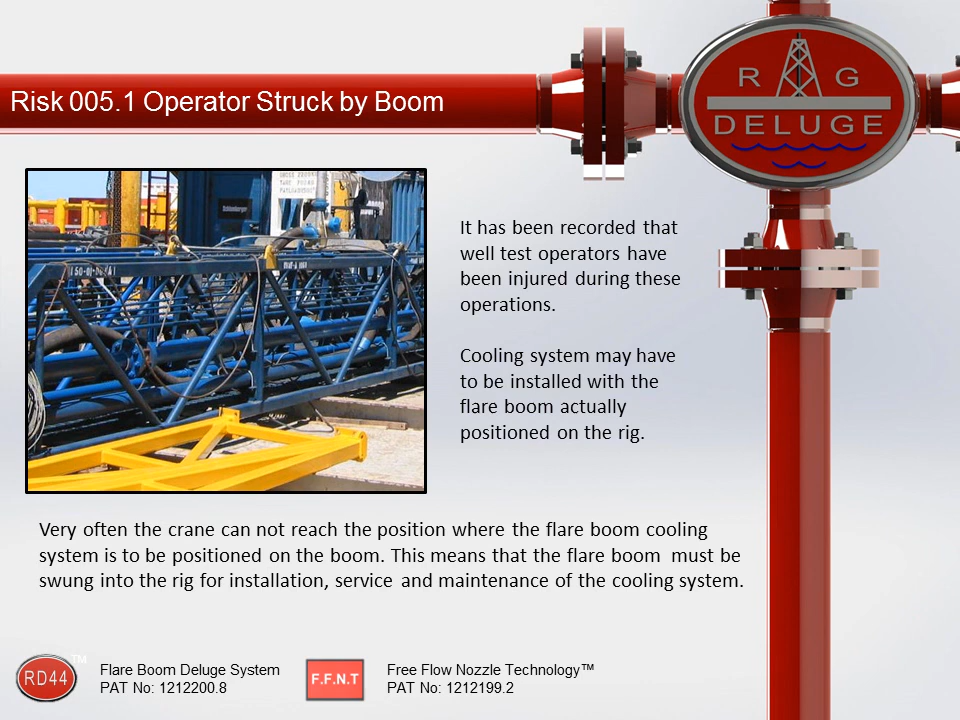 Risk 005.1 Operator Struck by Boom
R I G
DELUGE
It has been recorded that
well test operators have
been injured during these
operations.
Cooling system may have
to be installed with the
flare boom actually
positioned on the rig.
Very often the crane can not reach the position where the flare boom cooling
system is to be positioned on the boom. This means that the flare boom must be
swung into the rig for installation, service and maintenance of the cooling system.
RD44
TM
Flare Boom Deluge System
PAT No: 1212200.8
F.F.N.T
Free Flow Nozzle Technology™
PAT No: 1212199.2